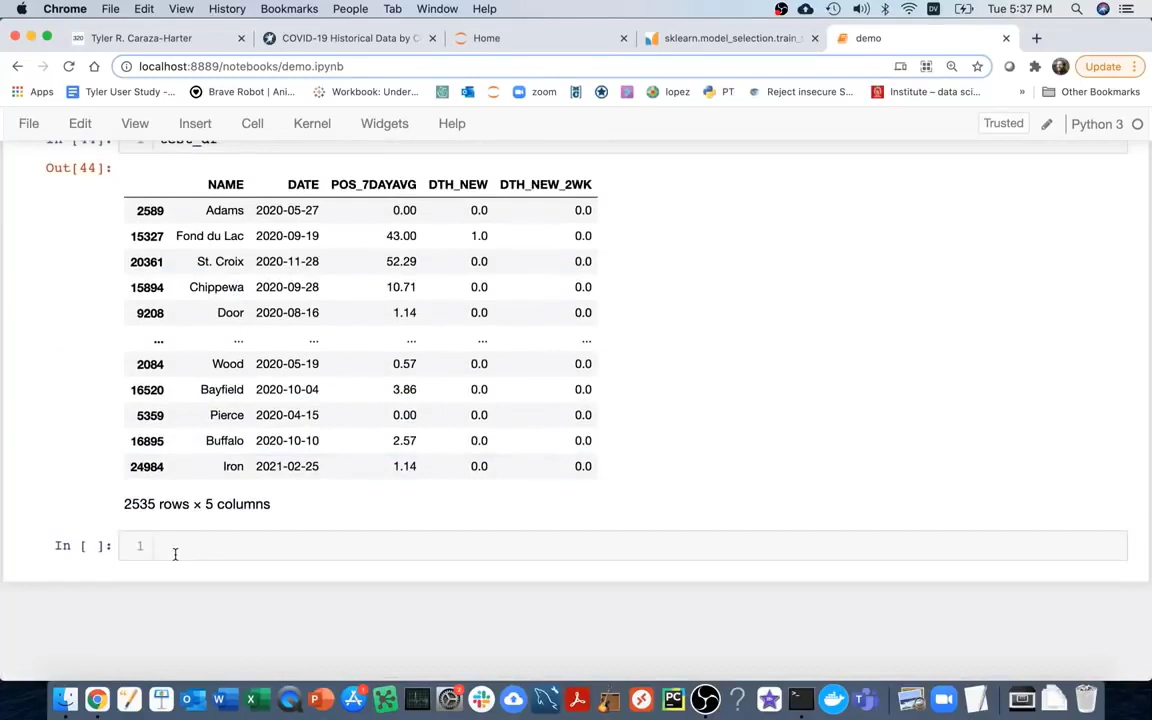 Chrome File Edit View History Bookmarks People Tab Window Help DV Tue 5:37 PM
320 Tyler R. Caraza-Harter COVID-19 Historical Data by C Home sklearn.model_selection.train_ demo
localhost:8889/notebooks/demo.ipynb Update
Apps Tyler User Study -... Brave Robot | Ani... Workbook: Under... zoom lopez PT Reject insecure S... Institute – data sci... » Other Bookmarks
File Edit View Insert Cell Kernel Widgets Help Trusted Python 3
In [44]: 1 test_df
Out[44]:
NAME DATE POS_7DAYAVG DTH_NEW DTH_NEW_2WK
2589 Adams 2020-05-27 0.00 0.0 0.0
15327 Fond du Lac 2020-09-19 43.00 1.0 0.0
20361 St. Croix 2020-11-28 52.29 0.0 0.0
15894 Chippewa 2020-09-28 10.71 0.0 0.0
9208 Door 2020-08-16 1.14 0.0 0.0
... ... ... ... ... ...
2084 Wood 2020-05-19 0.57 0.0 0.0
16520 Bayfield 2020-10-04 3.86 0.0 0.0
5359 Pierce 2020-04-15 0.00 0.0 0.0
16895 Buffalo 2020-10-10 2.57 0.0 0.0
24984 Iron 2021-02-25 1.14 0.0 0.0
2535 rows × 5 columns
In [ ]: 1